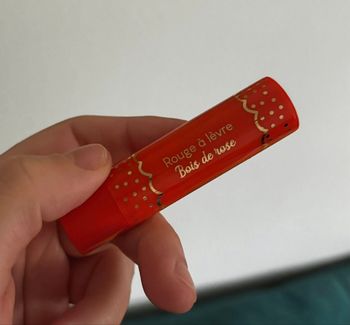 Rouge à lèvre
Bois de rose